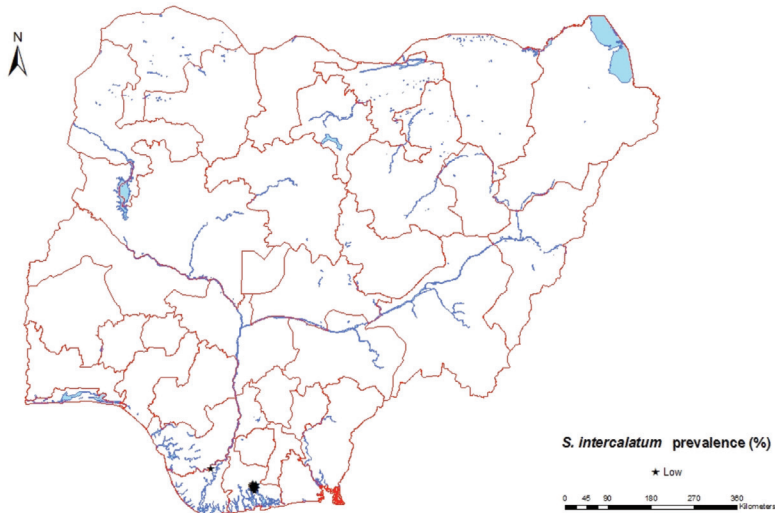 N
S. intercalatum prevalence (%)
★ Low
0 45 90 180 270 360
Kilometers